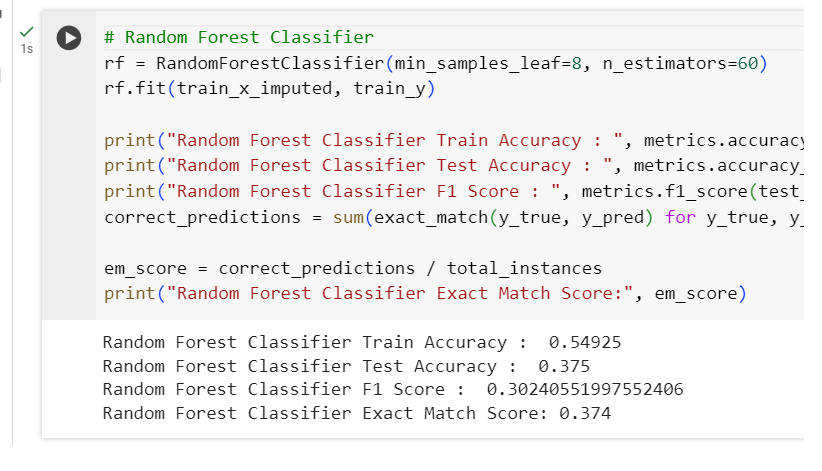 # Random Forest Classifier
1s
rf = RandomForestClassifier(min_samples_leaf=8, n_estimators=60)
rf.fit(train_x_imputed, train_y)
print("Random Forest Classifier Train Accuracy : ", metrics.accuracy
print("Random Forest Classifier Test Accuracy : ", metrics.accuracy_
print("Random Forest Classifier F1 Score : ", metrics.f1_score(test_
correct_predictions = sum(exact_match(y_true, y_pred) for y_true, y_
em_score = correct_predictions / total_instances
print("Random Forest Classifier Exact Match Score:", em_score)
Random Forest Classifier Train Accuracy :  0.54925
Random Forest Classifier Test Accuracy :  0.375
Random Forest Classifier F1 Score :  0.30240551997552406
Random Forest Classifier Exact Match Score: 0.374